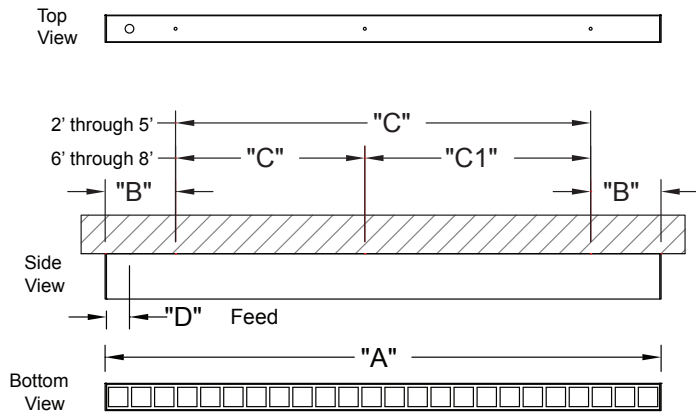 Top
View
2’ through 5’
"C"
6’ through 8’
"C"
"C1"
"B"
"B"
Side
View
"D"
Feed
"A"
Bottom
View